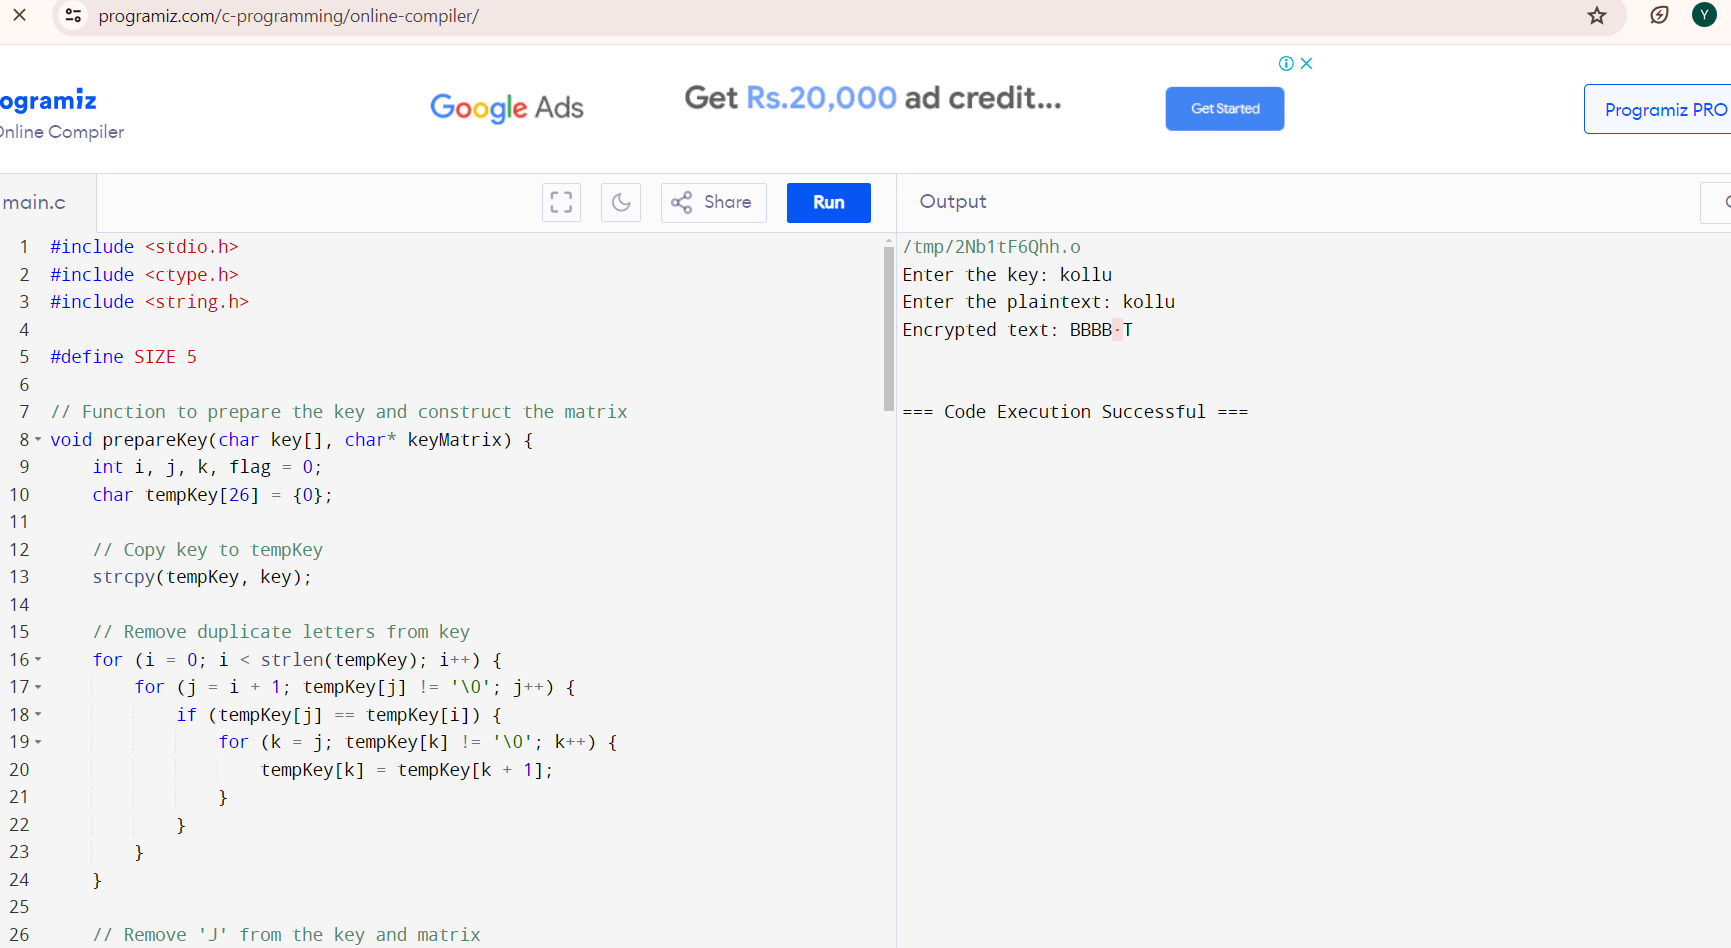 programiz.com/c-programming/online-compiler/
Y
ogramiz
Online Compiler
Google Ads
Get Rs.20,000 ad credit...
Get Started
Programiz PRO
main.c
Share
Run
Output
1 #include <stdio.h>
2 #include <ctype.h>
3 #include <string.h>
4
5 #define SIZE 5
6
7 // Function to prepare the key and construct the matrix
8 void prepareKey(char key[], char* keyMatrix) {
9 int i, j, k, flag = 0;
10 char tempKey[26] = {0};
11
12 // Copy key to tempKey
13 strcpy(tempKey, key);
14
15 // Remove duplicate letters from key
16 for (i = 0; i < strlen(tempKey); i++) {
17 for (j = i + 1; tempKey[j] != '\0'; j++) {
18 if (tempKey[j] == tempKey[i]) {
19 for (k = j; tempKey[k] != '\0'; k++) {
20 tempKey[k] = tempKey[k + 1];
21 }
22 }
23 }
24 }
25
26 // Remove 'J' from the key and matrix
/tmp/2Nb1tF6Qhh.o
Enter the key: kollu
Enter the plaintext: kollu
Encrypted text: BBBB·T
=== Code Execution Successful ===